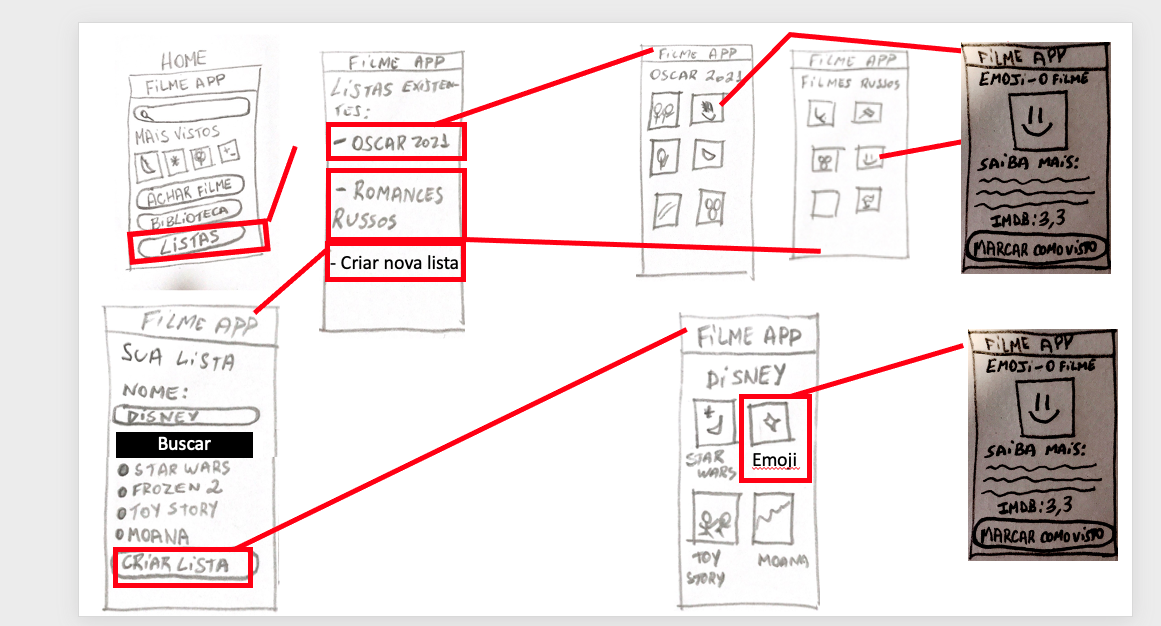 HOME
FILME APP
MAIS VISTOS
ACHAR FILME
BIBLIOTECA
LISTAS
FILME APP
LISTAS EXISTEN-
TES:
- OSCAR 2021
- ROMANCES
RUSSOS
- Criar nova lista
FILME APP
OSCAR 2021
FILME APP
FILMES RUSSOS
FILME APP
EMOJI-O FILME
SAIBA MAIS:
IMDB:3,3
MARCAR COMO VISTO
FILME APP
SUA LISTA
NOME:
DISNEY
Buscar
STAR WARS
FROZEN 2
TOY STORY
MOANA
CRIAR LISTA
FILME APP
DISNEY
STAR
WARS
Emoji
TOY
STORY
MOANA
FILME APP
EMOJI-O FILME
SAIBA MAIS:
IMDB:3,3
MARCAR COMO VISTO